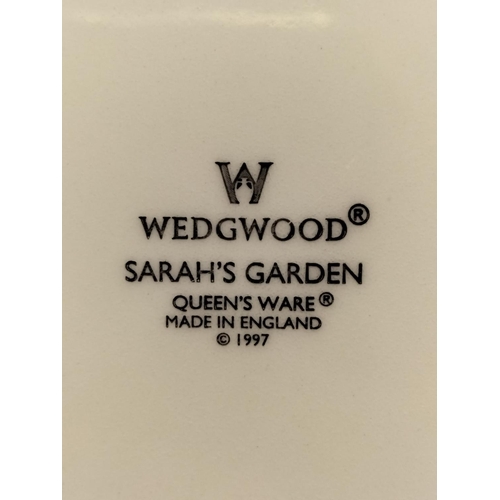 W
WEDGWOOD®
SARAH'S GARDEN
QUEEN'S WARE®
MADE IN ENGLAND
© 1997